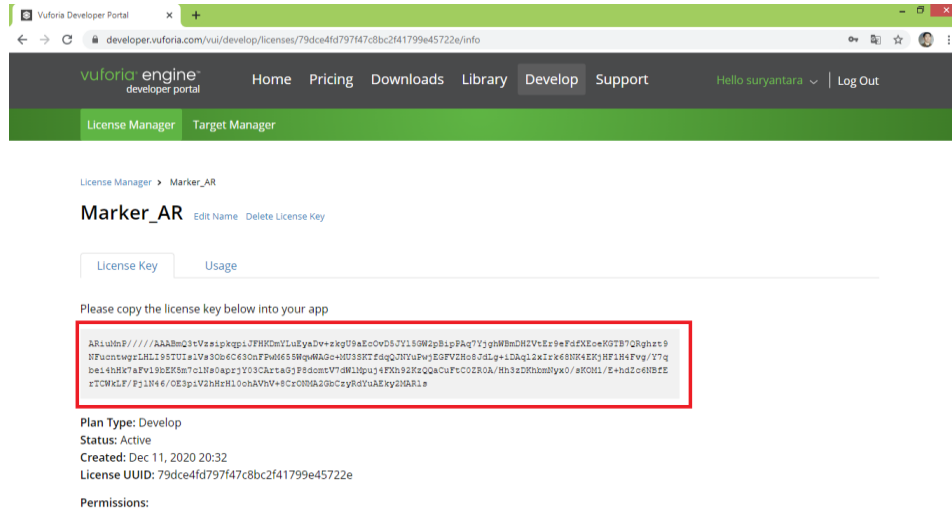 Vuforia Developer Portal
developer.vuforia.com/vui/develop/licenses/79dce4fd797f47c8bc2f41799e45722e/info
vuforia engine
developer portal
Home Pricing Downloads Library Develop Support
Hello suryantara
Log Out
License Manager Target Manager
License Manager > Marker_AR
Marker_AR Edit Name Delete License Key
License Key Usage
Please copy the license key below into your app
Plan Type: Develop
Status: Active
Created: Dec 11, 2020 20:32
License UUID: 79dce4fd797f47c8bc2f41799e45722e
Permissions: